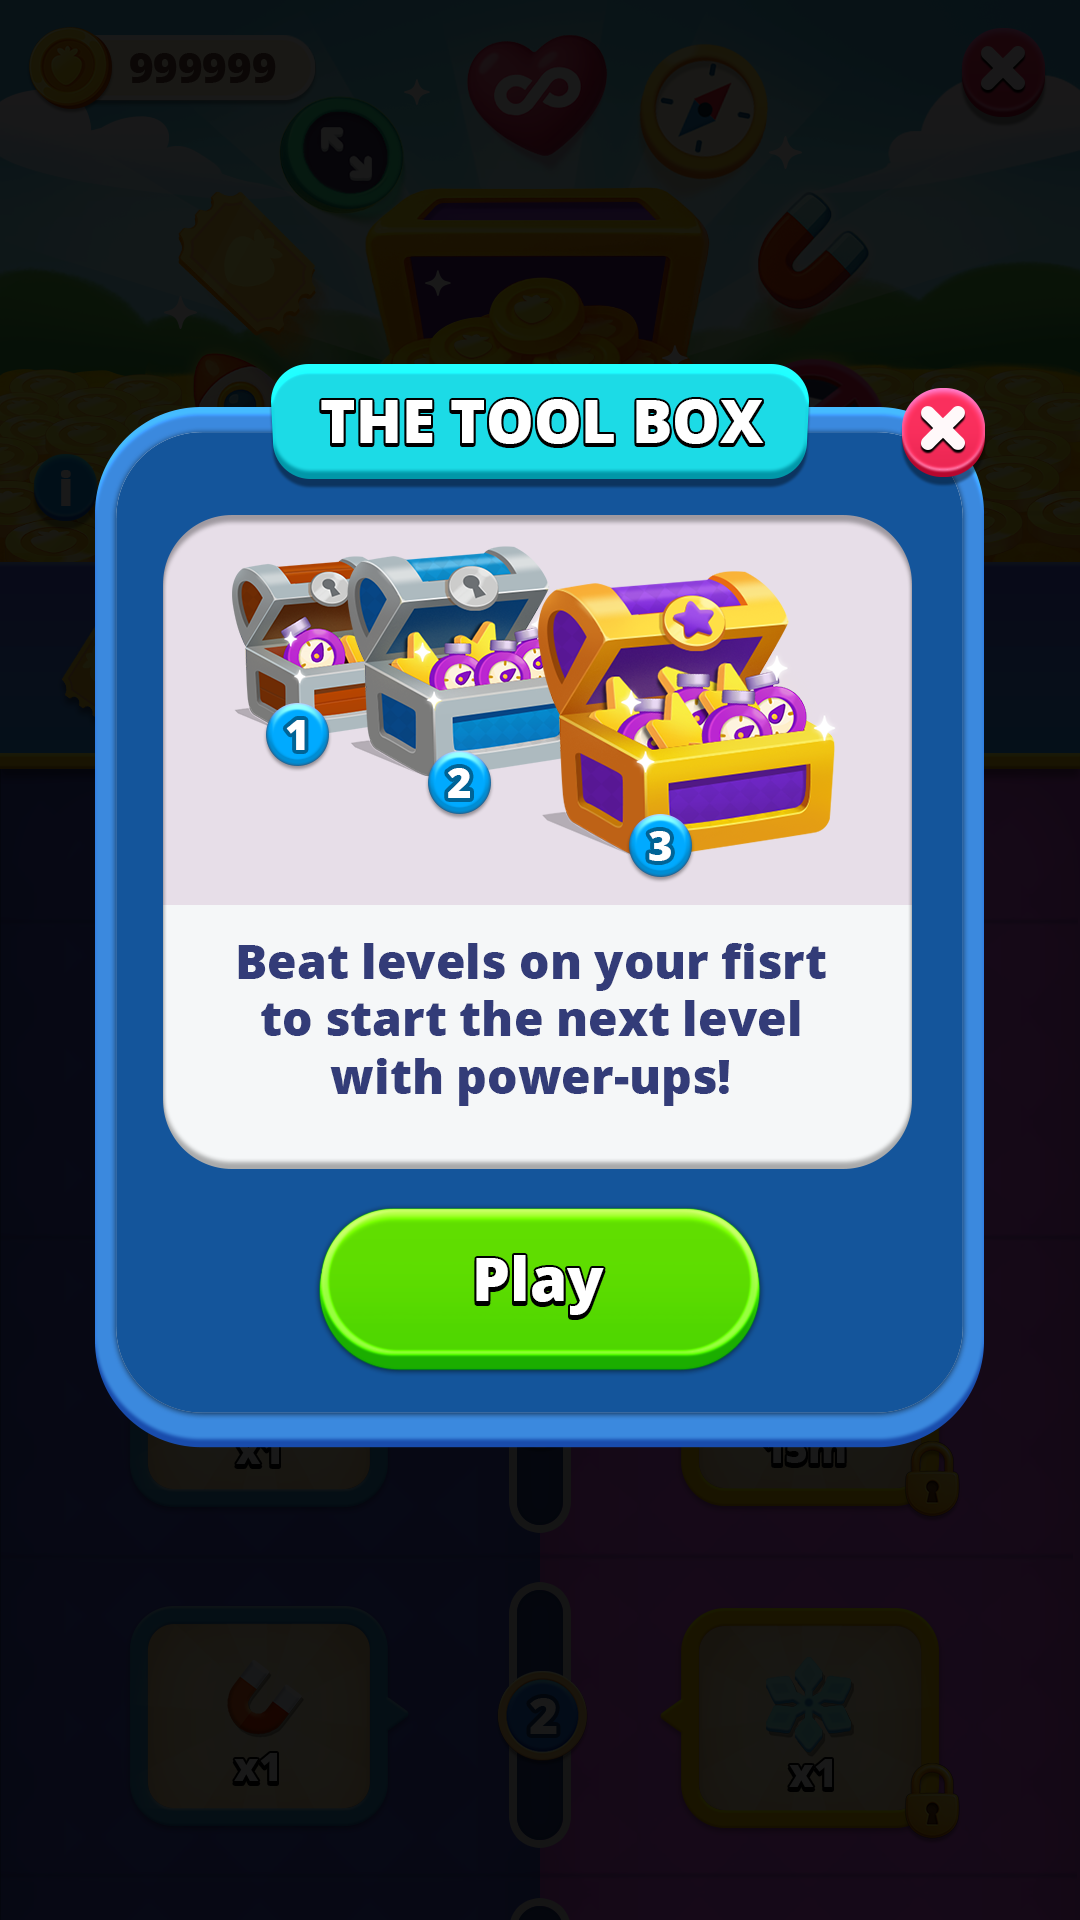 999999
i
THE TOOL BOX
1
2
3
Beat levels on your fisrt
to start the next level
with power-ups!
Play
x1
15m
x1
2
x1